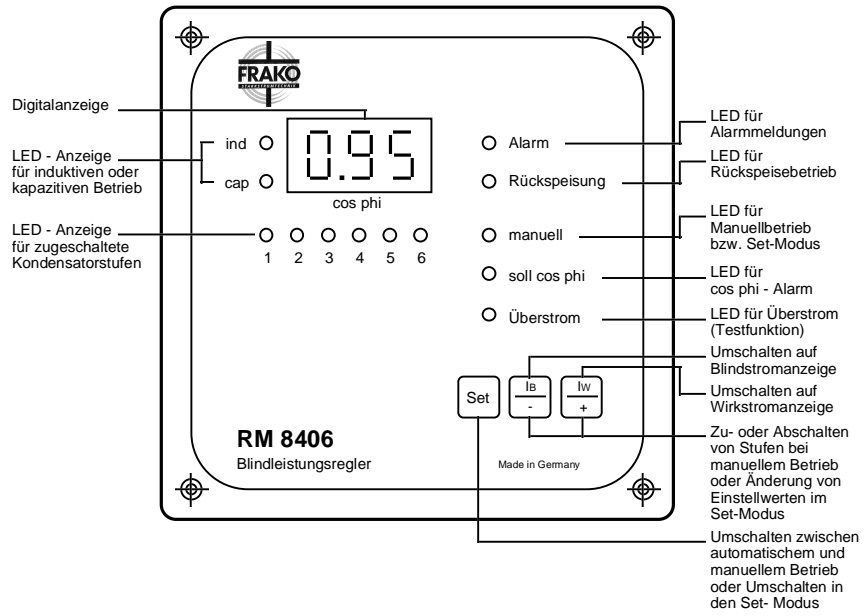 FRAKO
STARKSTROMTECHNIK
Digitalanzeige
LED - Anzeige
für induktiven oder
kapazitiven Betrieb
LED - Anzeige
für zugeschaltete
Kondensatorstufen
ind
cap
0.95
cos phi
1 2 3 4 5 6
Alarm
Rückspeisung
manuell
soll cos phi
Überstrom
LED für
Alarmmeldungen
LED für
Rückspeisebetrieb
LED für
Manuellbetrieb
bzw. Set-Modus
LED für
cos phi - Alarm
LED für Überstrom
(Testfunktion)
Umschalten auf
Blindstromanzeige
Umschalten auf
Wirkstromanzeige
Zu- oder Abschalten
von Stufen bei
manuellem Betrieb
oder Änderung von
Einstellwerten im
Set-Modus
Umschalten zwischen
automatischem und
manuellem Betrieb
oder Umschalten in
den Set- Modus
Set
IB
-
IW
+
RM 8406
Blindleistungsregler
Made in Germany